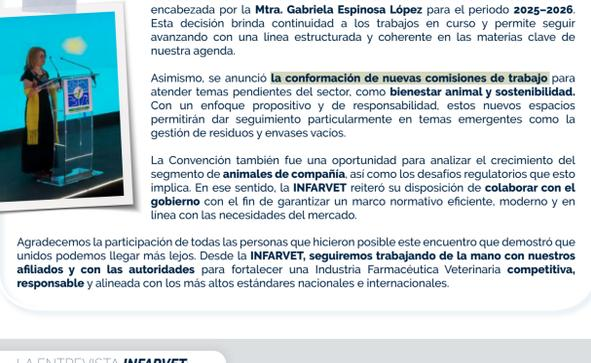 encabezada por la Mtra. Gabriela Espinosa López para el periodo 2025–2026.
Esta decisión brinda continuidad a los trabajos en curso y permite seguir
avanzando con una línea estructurada y coherente en las materias clave de
nuestra agenda.
Asimismo, se anunció la conformación de nuevas comisiones de trabajo para
atender temas pendientes del sector, como bienestar animal y sostenibilidad.
Con un enfoque propositivo y de responsabilidad, estos nuevos espacios
permitirán dar seguimiento particularmente en temas emergentes como la
gestión de residuos y envases vacíos.
La Convención también fue una oportunidad para analizar el crecimiento del
segmento de animales de compañía, así como los desafíos regulatorios que esto
implica. En ese sentido, la INFARVET reiteró su disposición de colaborar con el
gobierno con el fin de garantizar un marco normativo eficiente, moderno y en
línea con las necesidades del mercado.
Agradecemos la participación de todas las personas que hicieron posible este encuentro que demostró que
unidos podemos llegar más lejos. Desde la INFARVET, seguiremos trabajando de la mano con nuestros
afiliados y con las autoridades para fortalecer una Industria Farmacéutica Veterinaria competitiva,
responsable y alineada con los más altos estándares nacionales e internacionales.
LA ENTREVISTA INFARVET